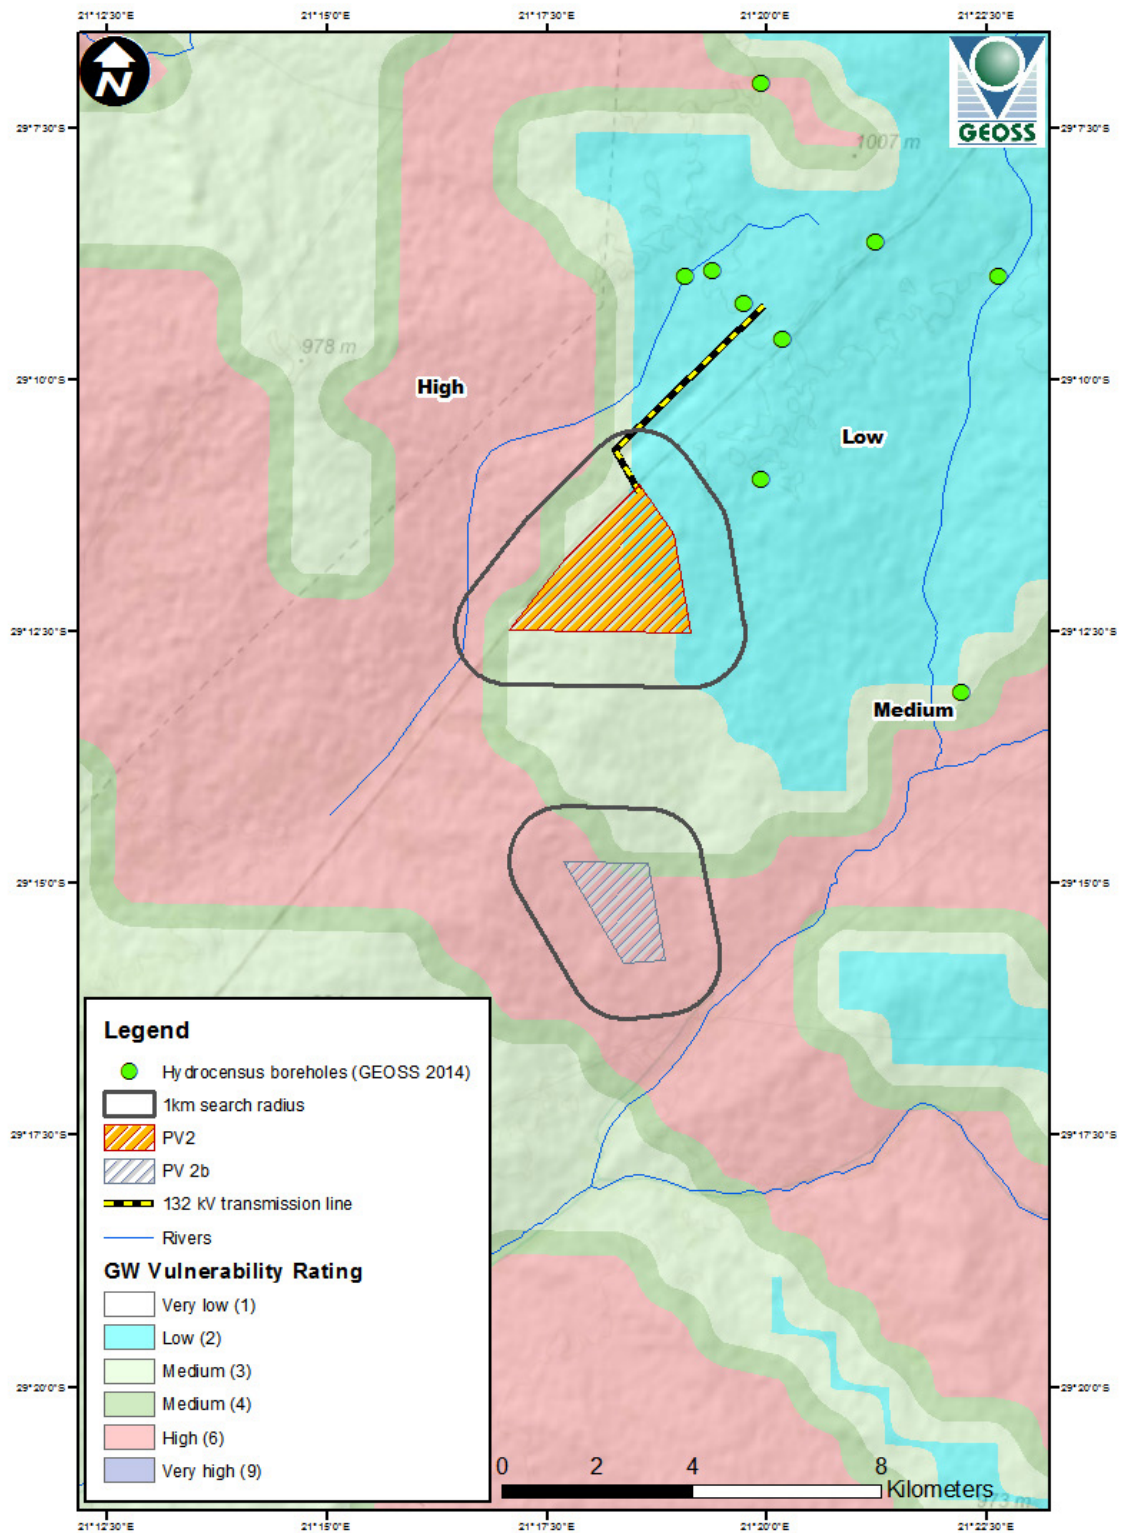 21°12'30"E 21°15'0"E 21°17'30"E 21°20'0"E 21°22'30"E
N
GEOSS
29°7'30"S 29°7'30"S
1007 m
978 m
29°10'0"S 29°10'0"S
High
Low
29°12'30"S 29°12'30"S
Medium
29°15'0"S 29°15'0"S
Legend
Hydrocensus boreholes (GEOSS 2014)
1km search radius
PV2
PV 2b
132 kV transmission line
Rivers
GW Vulnerability Rating
Very low (1)
Low (2)
Medium (3)
Medium (4)
High (6)
Very high (9)
29°17'30"S 29°17'30"S
29°20'0"S 29°20'0"S
0 2 4 8
Kilometers
973 m
21°12'30"E 21°15'0"E 21°17'30"E 21°20'0"E 21°22'30"E